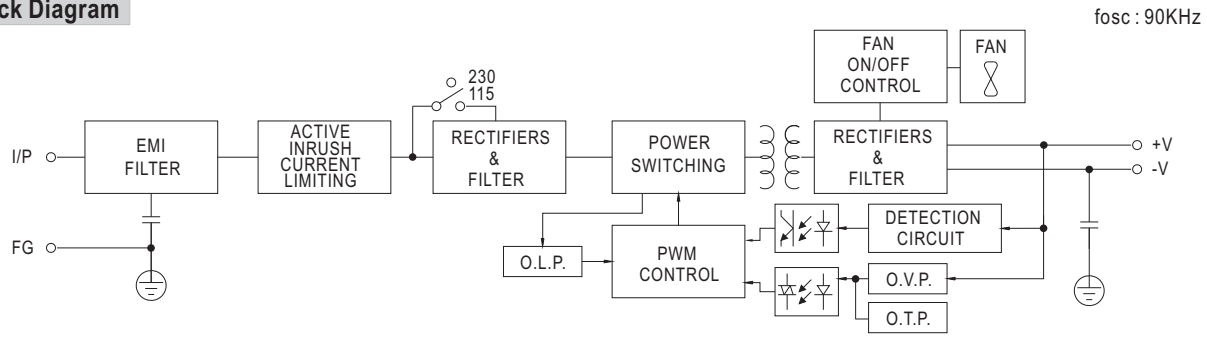 ck Diagram
fosc : 90KHz
FAN
ON/OFF
CONTROL
FAN
230
115
I/P
EMI
FILTER
ACTIVE
INRUSH
CURRENT
LIMITING
RECTIFIERS
&
FILTER
POWER
SWITCHING
RECTIFIERS
&
FILTER
+V
-V
FG
O.L.P.
PWM
CONTROL
DETECTION
CIRCUIT
O.V.P.
O.T.P.